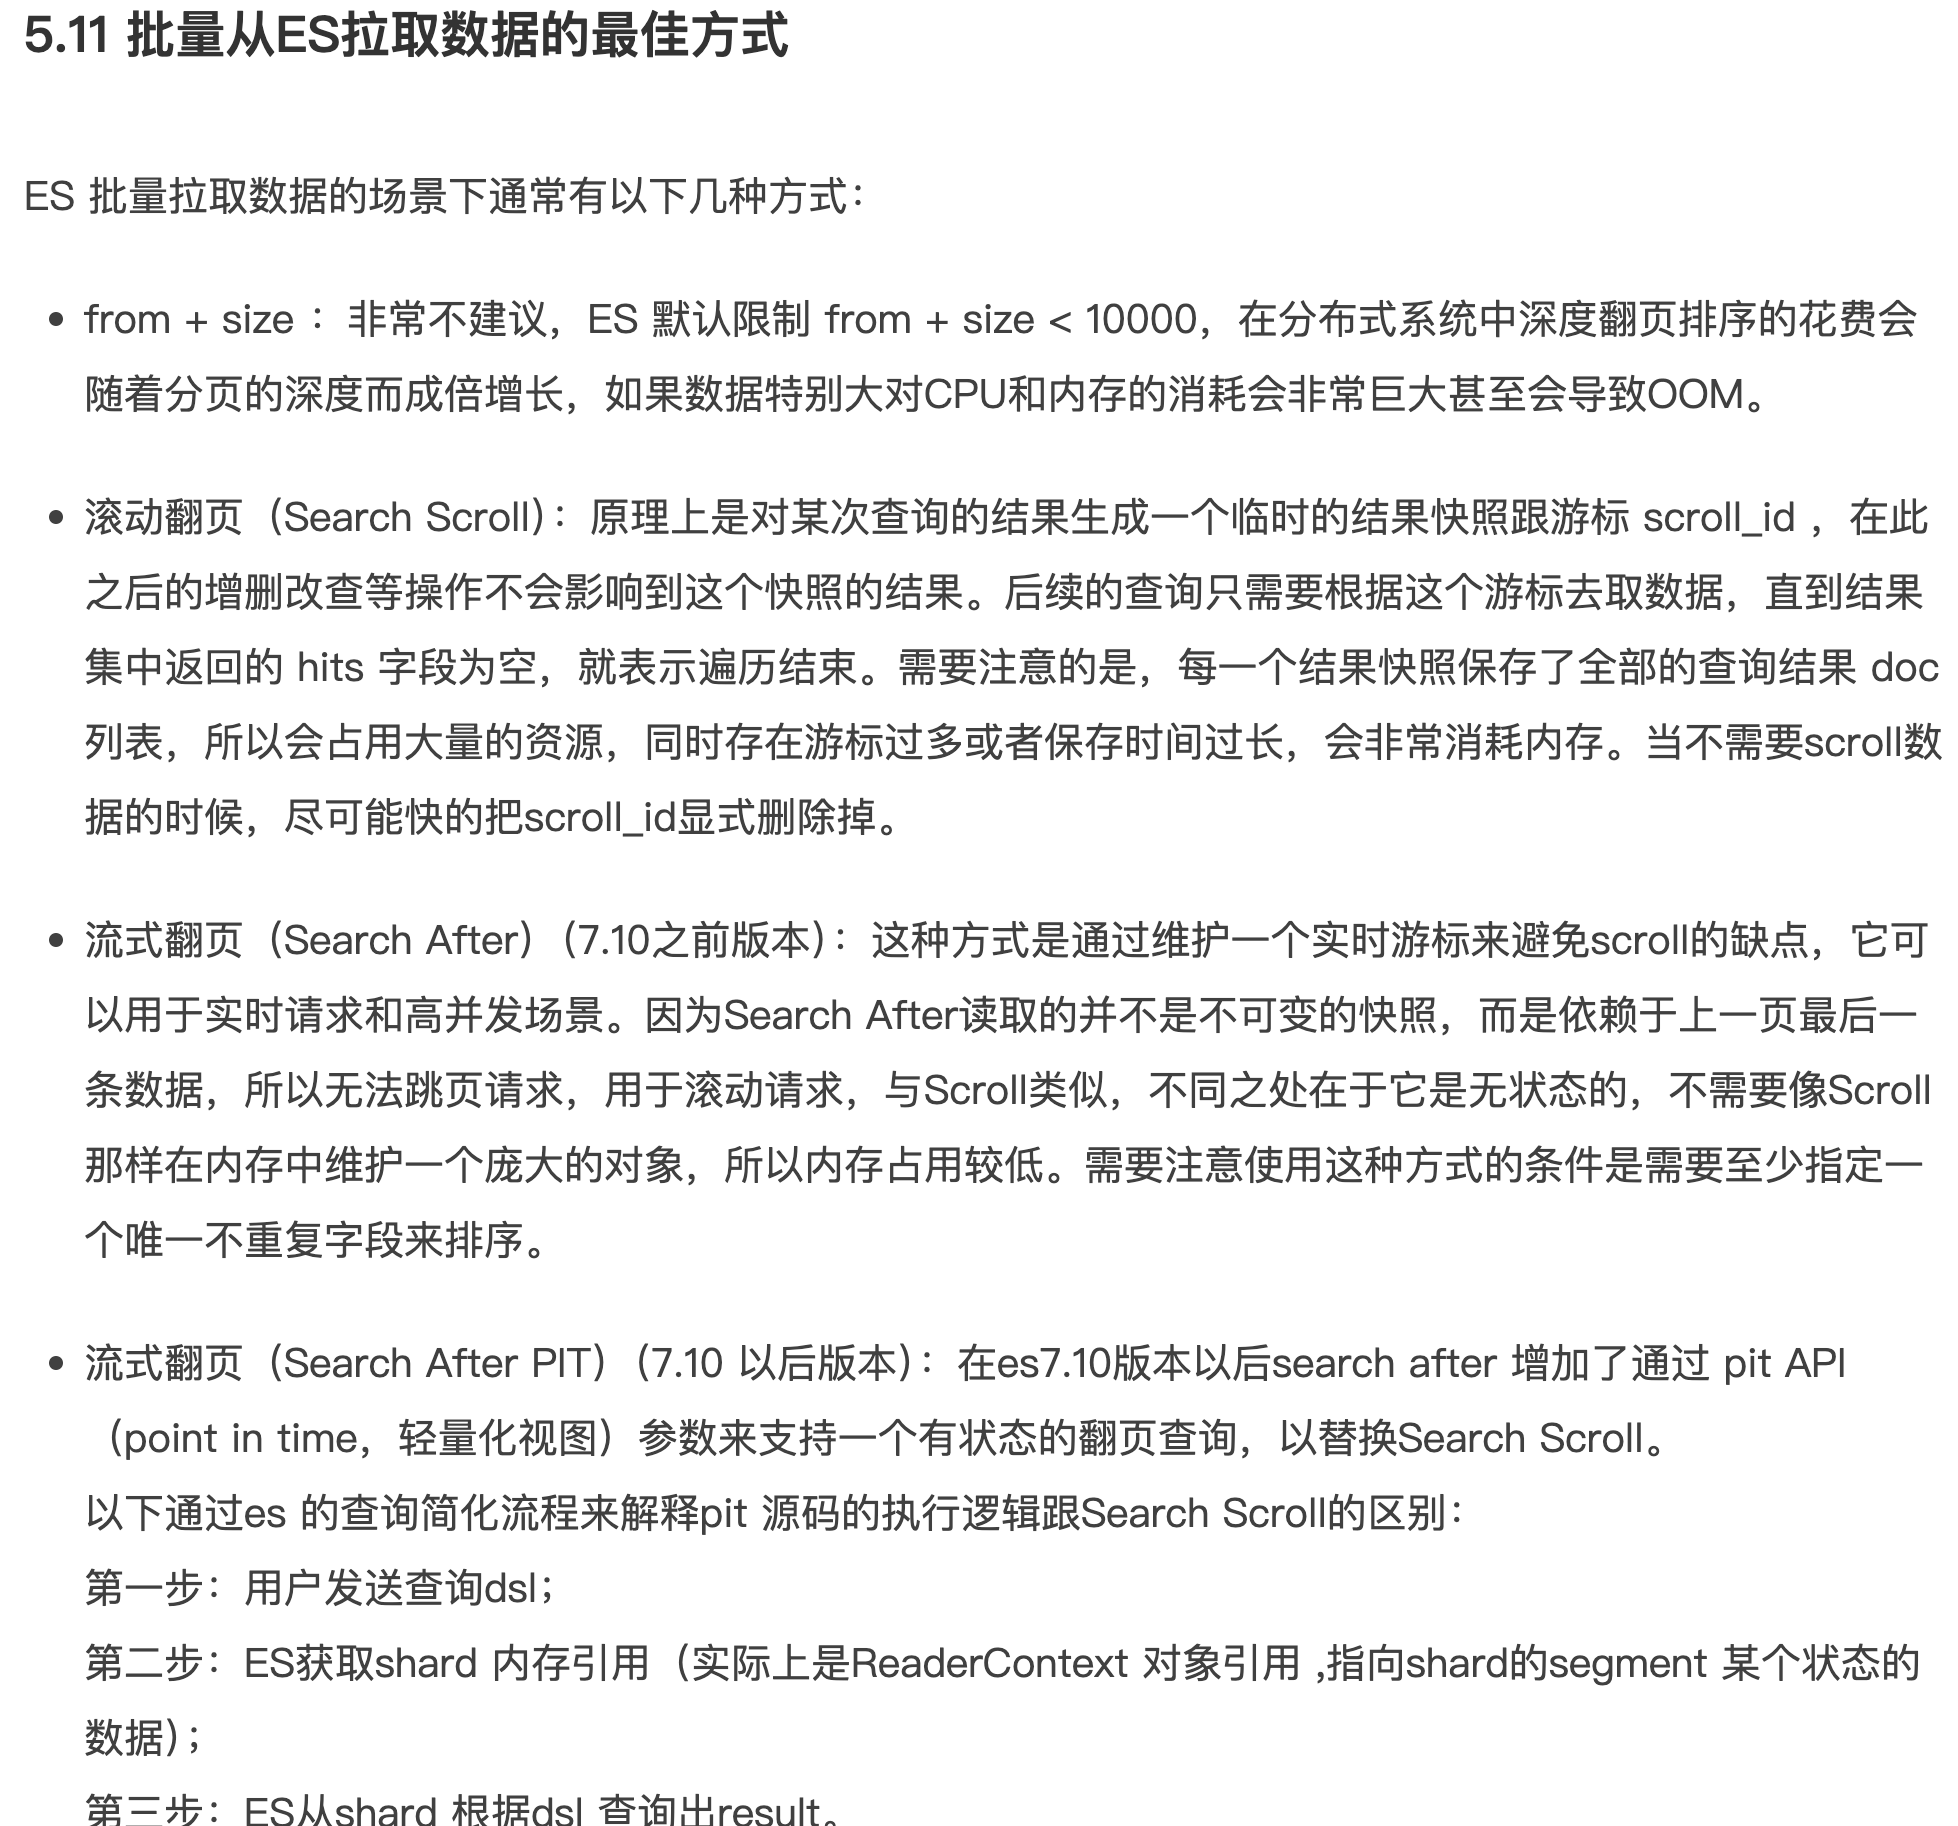 5.11 批量从ES拉取数据的最佳方式
ES 批量拉取数据的场景下通常有以下几种方式：
• from + size ：非常不建议，ES 默认限制 from + size < 10000，在分布式系统中深度翻页排序的花费会
随着分页的深度而成倍增长，如果数据特别大对CPU和内存的消耗会非常巨大甚至会导致OOM。
• 滚动翻页（Search Scroll）：原理上是对某次查询的结果生成一个临时的结果快照跟游标 scroll_id ，在此
之后的增删改查等操作不会影响到这个快照的结果。后续的查询只需要根据这个游标去取数据，直到结果
集中返回的 hits 字段为空，就表示遍历结束。需要注意的是，每一个结果快照保存了全部的查询结果 doc
列表，所以会占用大量的资源，同时存在游标过多或者保存时间过长，会非常消耗内存。当不需要scroll数
据的时候，尽可能快的把scroll_id显式删除掉。
• 流式翻页（Search After）（7.10之前版本）：这种方式是通过维护一个实时游标来避免scroll的缺点，它可
以用于实时请求和高并发场景。因为Search After读取的并不是不可变的快照，而是依赖于上一页最后一
条数据，所以无法跳页请求，用于滚动请求，与Scroll类似，不同之处在于它是无状态的，不需要像Scroll
那样在内存中维护一个庞大的对象，所以内存占用较低。需要注意使用这种方式的条件是需要至少指定一
个唯一不重复字段来排序。
• 流式翻页（Search After PIT）（7.10 以后版本）：在es7.10版本以后search after 增加了通过 pit API
（point in time，轻量化视图）参数来支持一个有状态的翻页查询，以替换Search Scroll。
以下通过es 的查询简化流程来解释pit 源码的执行逻辑跟Search Scroll的区别：
第一步：用户发送查询dsl；
第二步：ES获取shard 内存引用（实际上是ReaderContext 对象引用 ,指向shard的segment 某个状态的
数据）；
第三步：ES从shard 根据dsl 查询出result。